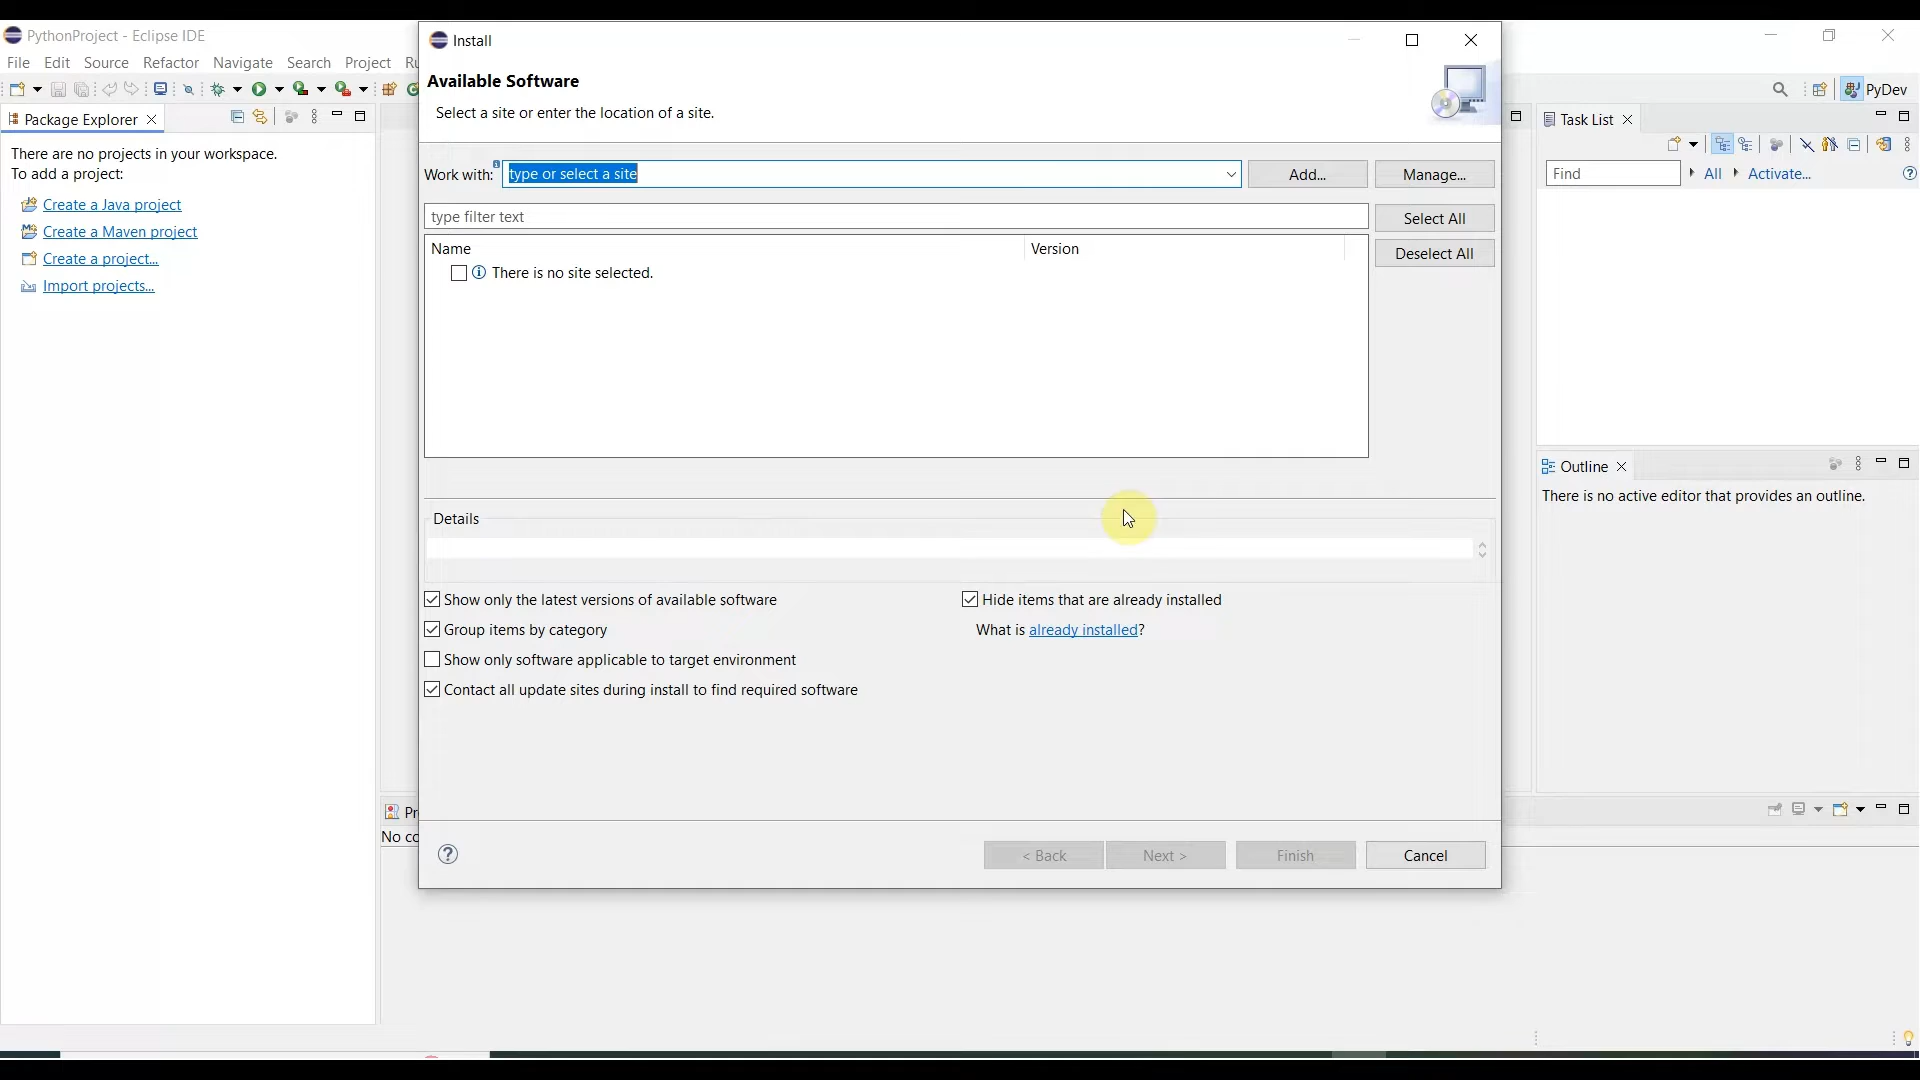 PythonProject - Eclipse IDE
File Edit Source Refactor Navigate Search Project
Package Explorer
There are no projects in your workspace.
To add a project:
Create a Java project
Create a Maven project
Create a project...
Import projects...
Install
Available Software
Select a site or enter the location of a site.
Work with: type or select a site
Add...
Manage...
type filter text
Select All
Deselect All
Name Version
There is no site selected.
Details
Show only the latest versions of available software
Hide items that are already installed
Group items by category
What is already installed?
Show only software applicable to target environment
Contact all update sites during install to find required software
< Back
Next >
Finish
Cancel
PyDev
Task List
Find
All
Activate...
Outline
There is no active editor that provides an outline.
No